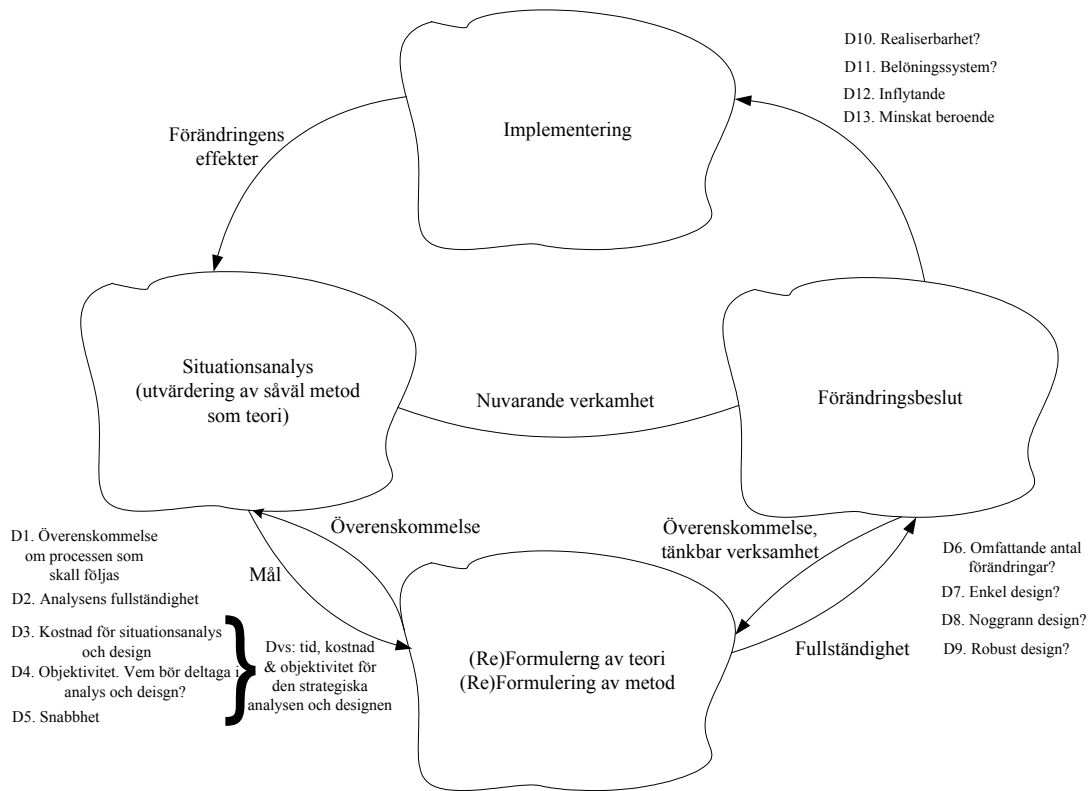 D10. Realiserbarhet?
D11. Belöningssystem?
D12. Inflytande
D13. Minskat beroende
Implementering
Förändringens
effekter
Situationsanalys
(utvärdering av såväl metod
som teori)
Nuvarande verkamhet
Förändringsbeslut
D1. Överenskommelse
om processen som
skall följas
D2. Analysens fullständighet
D3. Kostnad för situationsanalys
och design
D4. Objektivitet. Vem bör deltaga i
analys och deisgn?
D5. Snabbhet
Dvs: tid, kostnad
& objektivitet för
den strategiska
analysen och designen
Mål
Överenskommelse
Överenskommelse,
tänkbar verksamhet
(Re)Formulerng av teori
(Re)Formulering av metod
Fullständighet
D6. Omfattande antal
förändringar?
D7. Enkel design?
D8. Noggrann design?
D9. Robust design?